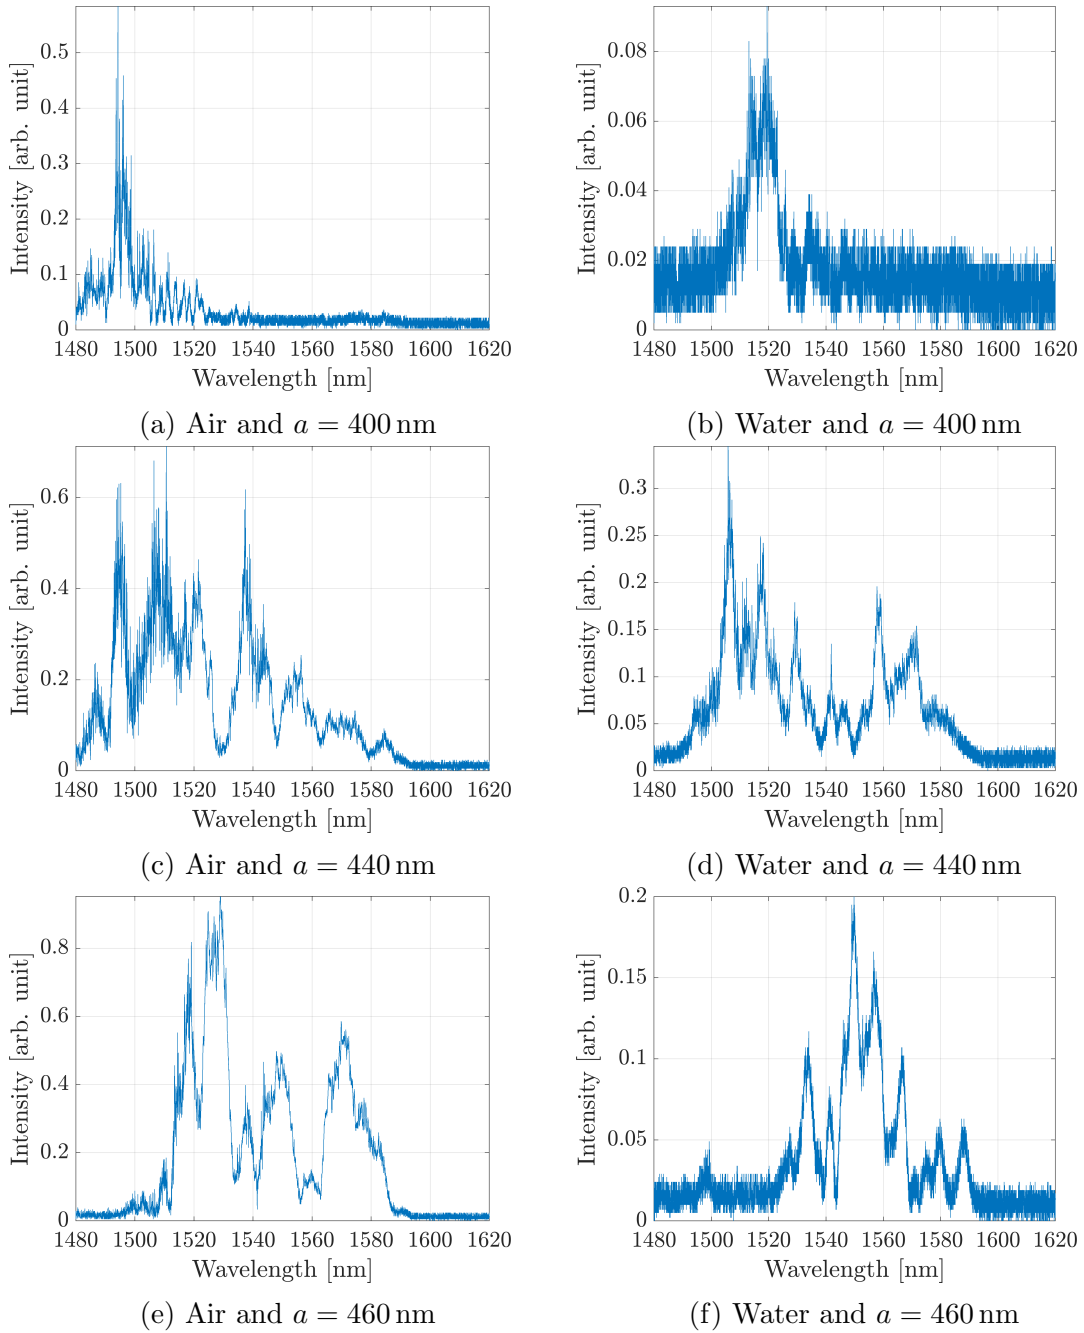 0.5
0.4
0.3
0.2
0.1
0
Intensity [arb. unit]
1480 1500 1520 1540 1560 1580 1600 1620
Wavelength [nm]
(a) Air and a = 400 nm
0.08
0.06
0.04
0.02
0
Intensity [arb. unit]
1480 1500 1520 1540 1560 1580 1600 1620
Wavelength [nm]
(b) Water and a = 400 nm
0.6
0.4
0.2
0
Intensity [arb. unit]
1480 1500 1520 1540 1560 1580 1600 1620
Wavelength [nm]
(c) Air and a = 440 nm
0.3
0.25
0.2
0.15
0.1
0.05
0
Intensity [arb. unit]
1480 1500 1520 1540 1560 1580 1600 1620
Wavelength [nm]
(d) Water and a = 440 nm
0.8
0.6
0.4
0.2
0
Intensity [arb. unit]
1480 1500 1520 1540 1560 1580 1600 1620
Wavelength [nm]
(e) Air and a = 460 nm
0.2
0.15
0.1
0.05
0
Intensity [arb. unit]
1480 1500 1520 1540 1560 1580 1600 1620
Wavelength [nm]
(f) Water and a = 460 nm